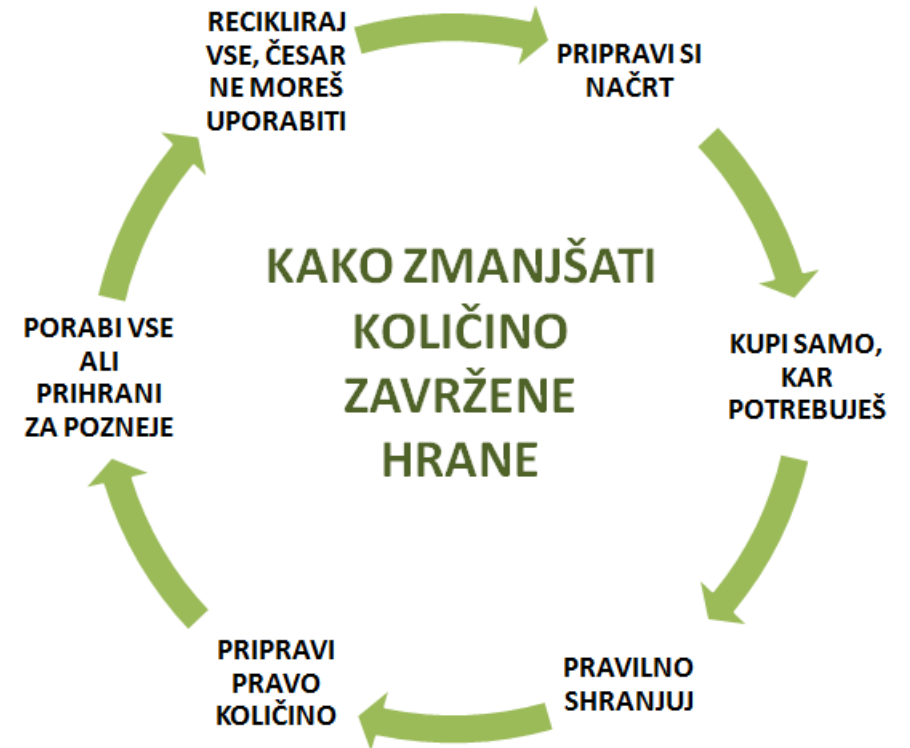 KAKO ZMANJŠATI
KOLIČINO
ZAVRŽENE
HRANE
PRIPRAVI SI
NAČRT
KUPI SAMO,
KAR
POTREBUJEŠ
PRAVILNO
SHRANJUJ
PRIPRAVI
PRAVO
KOLIČINO
PORABI VSE
ALI
PRIHRANI
ZA POZNEJE
RECIKLIRAJ
VSE, ČESAR
NE MOREŠ
UPORABITI